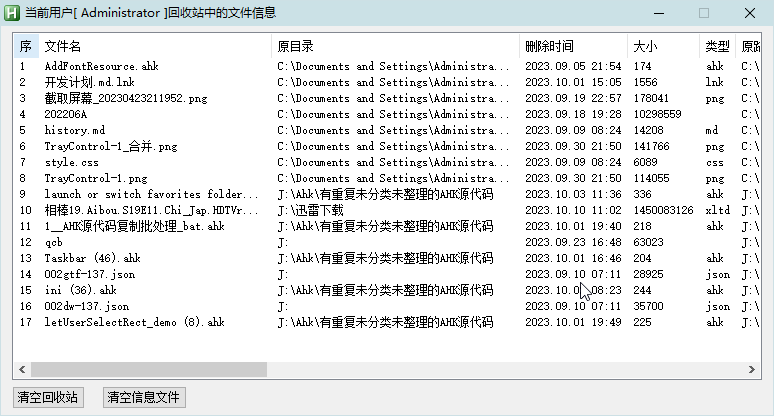 当前用户[ Administrator ]回收站中的文件信息
序 文件名 原目录 删除时间 大小 类型 原路
1 AddFontResource.ahk C:\Documents and Settings\Administra... 2023.09.05 21:54 174 ahk C:\
2 开发计划.md.lnk C:\Documents and Settings\Administra... 2023.10.01 15:05 1556 lnk C:\
3 截取屏幕_20230423211952.png C:\Documents and Settings\Administra... 2023.09.19 22:57 178041 png C:\
4 202206A C:\Documents and Settings\Administra... 2023.09.18 19:28 10298559 C:\
5 history.md C:\Documents and Settings\Administra... 2023.09.09 08:24 14208 md C:\
6 TrayControl-1_合并.png C:\Documents and Settings\Administra... 2023.09.30 21:50 141766 png C:\
7 style.css C:\Documents and Settings\Administra... 2023.09.09 08:24 6089 css C:\
8 TrayControl-1.png C:\Documents and Settings\Administra... 2023.09.30 21:50 114055 png C:\
9 launch or switch favorites folder... J:\Ahk\有重复未分类未整理的AHK源代码 2023.10.03 11:36 336 ahk J:\
10 相棒19.Aibou.S19E11.Chi_Jap.HDTVr... J:\迅雷下载 2023.10.10 11:02 1450083126 xltd J:\
11 1__AHK源代码复制批处理_bat.ahk J:\Ahk\有重复未分类未整理的AHK源代码 2023.10.01 19:40 218 ahk J:\
12 qcb J: 2023.09.23 16:48 63023 J:\
13 Taskbar (46).ahk J:\Ahk\有重复未分类未整理的AHK源代码 2023.10.01 16:46 204 ahk J:\
14 002gtf-137.json J: 2023.09.10 07:11 28925 json J:\
15 ini (36).ahk J:\Ahk\有重复未分类未整理的AHK源代码 2023.10.0 08:23 244 ahk J:\
16 002dw-137.json J: 2023.09.10 07:11 35700 json J:\
17 letUserSelectRect_demo (8).ahk J:\Ahk\有重复未分类未整理的AHK源代码 2023.10.01 19:49 225 ahk J:\
清空回收站 清空信息文件